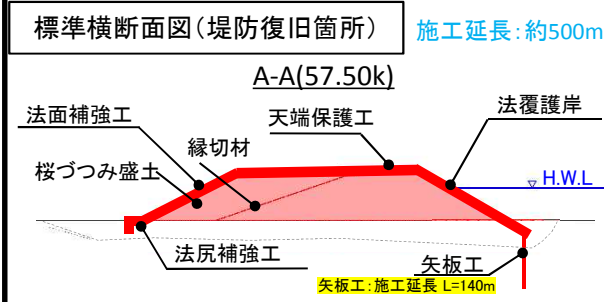 標準横断面図(堤防復旧箇所)
施工延長:約500m
A-A(57.50k)
法面補強工
天端保護工
法覆護岸
縁切材
桜づつみ盛土
▽ H.W.L
法尻補強工
矢板工
矢板工:施工延長 L=140m